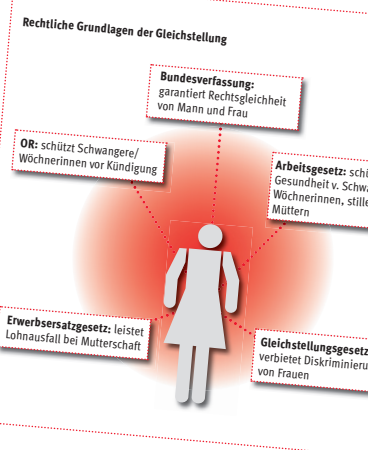 Rechtliche Grundlagen der Gleichstellung
Bundesverfassung:
garantiert Rechtsgleichheit
von Mann und Frau
OR: schützt Schwangere/
Wöchnerinnen vor Kündigung
Arbeitsgesetz:
Gesundheit v.
Wöchnerinnen,
Müttern
Erwerbsersatzgesetz: leistet
Lohnausfall bei Mutterschaft
Gleichstellungsgesetz
verbietet
von Frauen